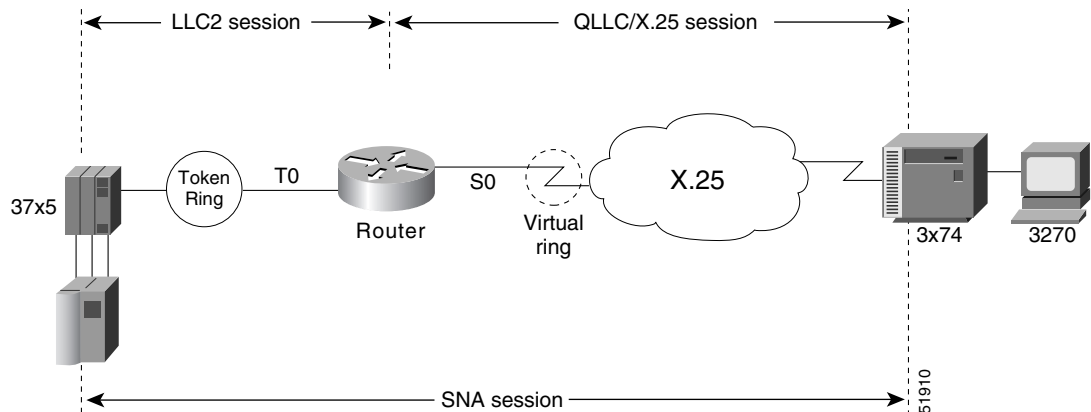 LLC2 session
QLLC/X.25 session
Token
Ring
T0
S0
X.25
37x5
Router
Virtual
ring
3x74
3270
SNA session
51910